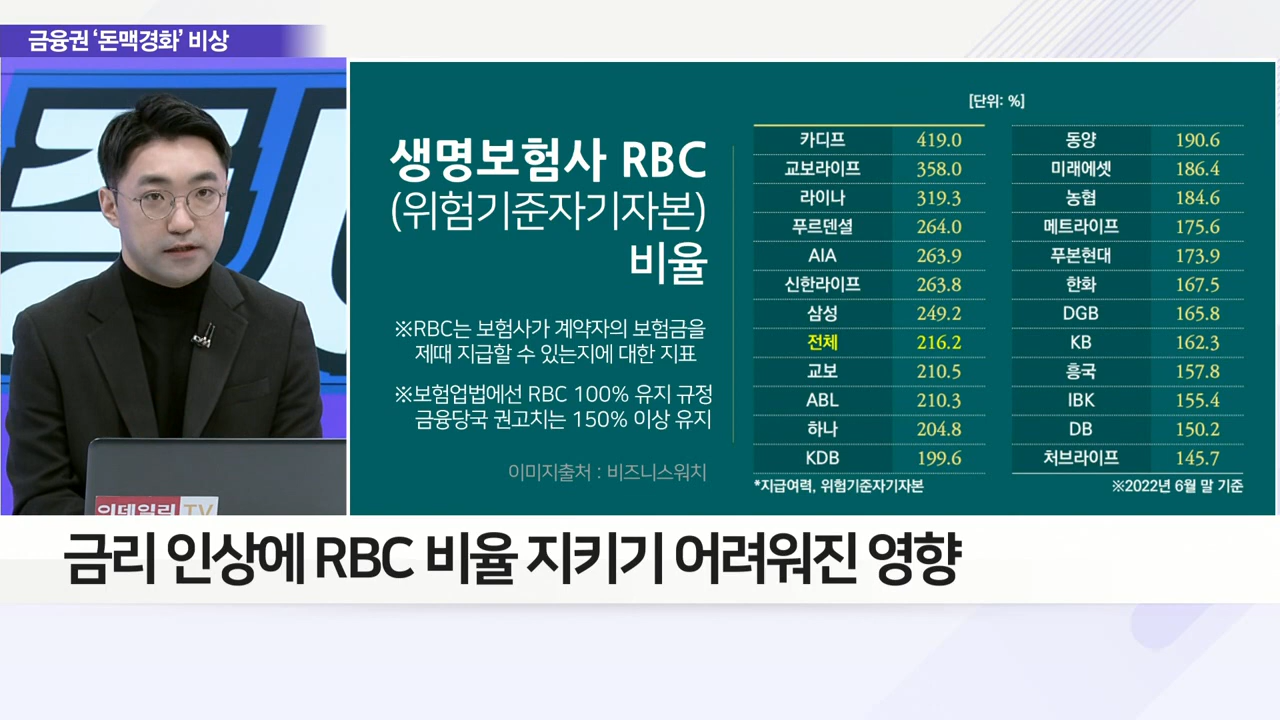 금융권 ‘돈맥경화’ 비상
[단위: %]
생명보험사 RBC
(위험기준자기자본)
비율
※RBC는 보험사가 계약자의 보험금을
제때 지급할 수 있는지에 대한 지표
※보험업법에선 RBC 100% 유지 규정
금융당국 권고치는 150% 이상 유지
이미지출처 : 비즈니스워치
카디프 419.0
교보라이프 358.0
라이나 319.3
푸르덴셜 264.0
AIA 263.9
신한라이프 263.8
삼성 249.2
전체 216.2
교보 210.5
ABL 210.3
하나 204.8
KDB 199.6
*지급여력, 위험기준자기자본
동양 190.6
미래에셋 186.4
농협 184.6
메트라이프 175.6
푸본현대 173.9
한화 167.5
DGB 165.8
KB 162.3
흥국 157.8
IBK 155.4
DB 150.2
처브라이프 145.7
※2022년 6월 말 기준
이데일리 TV
금리 인상에 RBC 비율 지키기 어려워진 영향